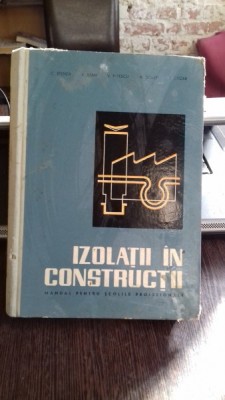 IZOLAȚII ÎN
CONSTRUCȚII
MANUAL PENTRU ȘCOLILE PROFESIONALE